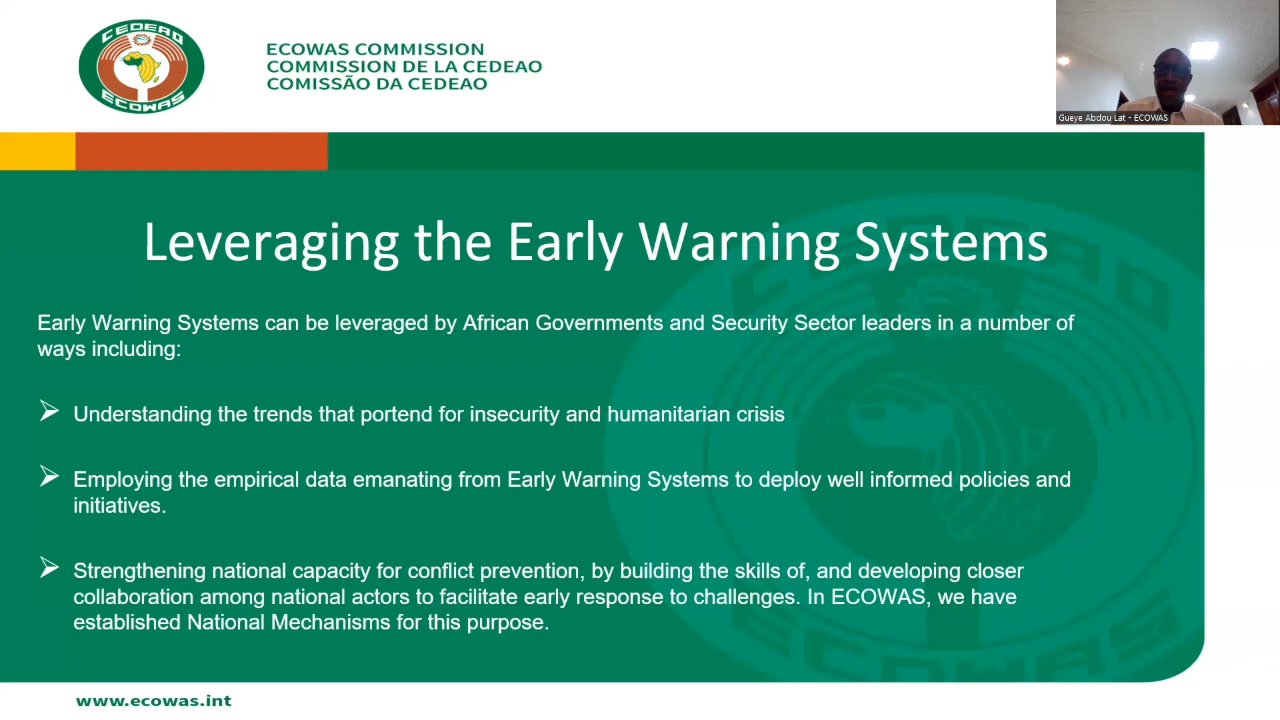 CEDEAO
ECOWAS
ECOWAS COMMISSION
COMMISSION DE LA CEDEAO
COMISSÃO DA CEDEAO
Gueye Abdou Lat - ECOWAS
Leveraging the Early Warning Systems
Early Warning Systems can be leveraged by African Governments and Security Sector leaders in a number of
ways including:
Understanding the trends that portend for insecurity and humanitarian crisis
Employing the empirical data emanating from Early Warning Systems to deploy well informed policies and
initiatives.
Strengthening national capacity for conflict prevention, by building the skills of, and developing closer
collaboration among national actors to facilitate early response to challenges. In ECOWAS, we have
established National Mechanisms for this purpose.
CEDEAO
ECOWAS
www.ecowas.int